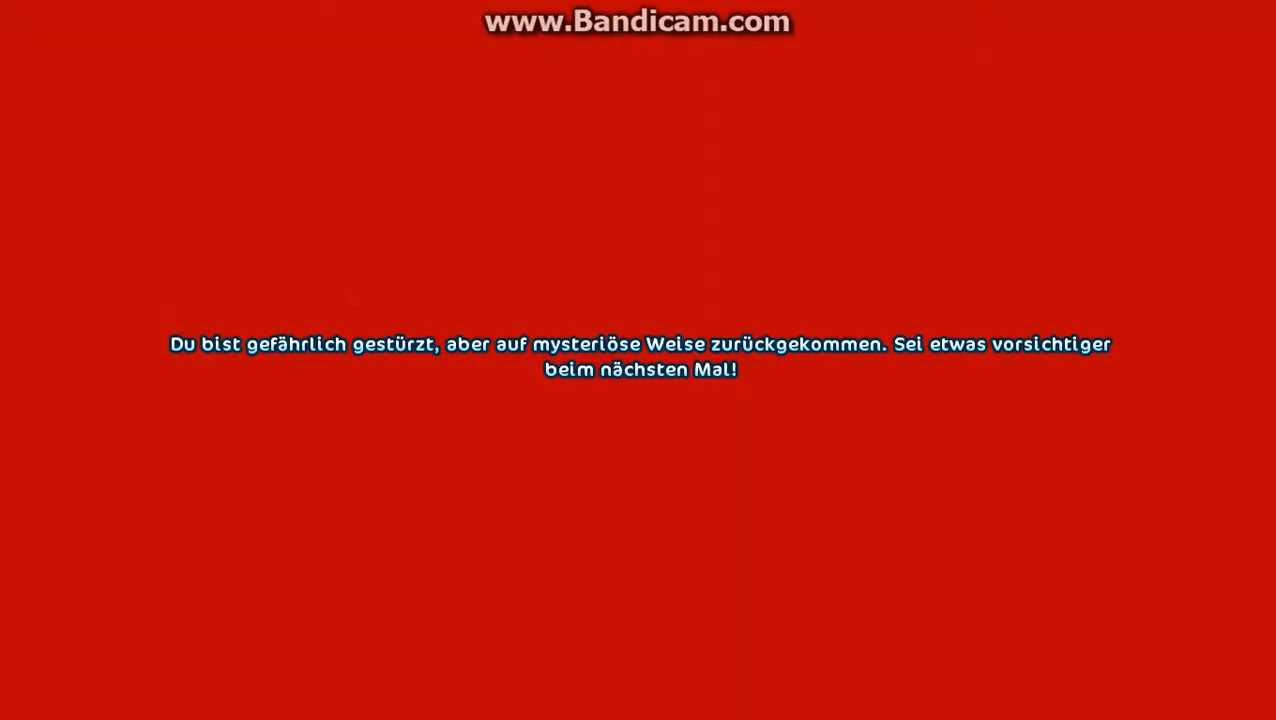 www.Bandicam.com
Du bist gefährlich gestürzt, aber auf mysteriöse Weise zurückgekommen. Sei etwas vorsichtiger
beim nächsten Mal!